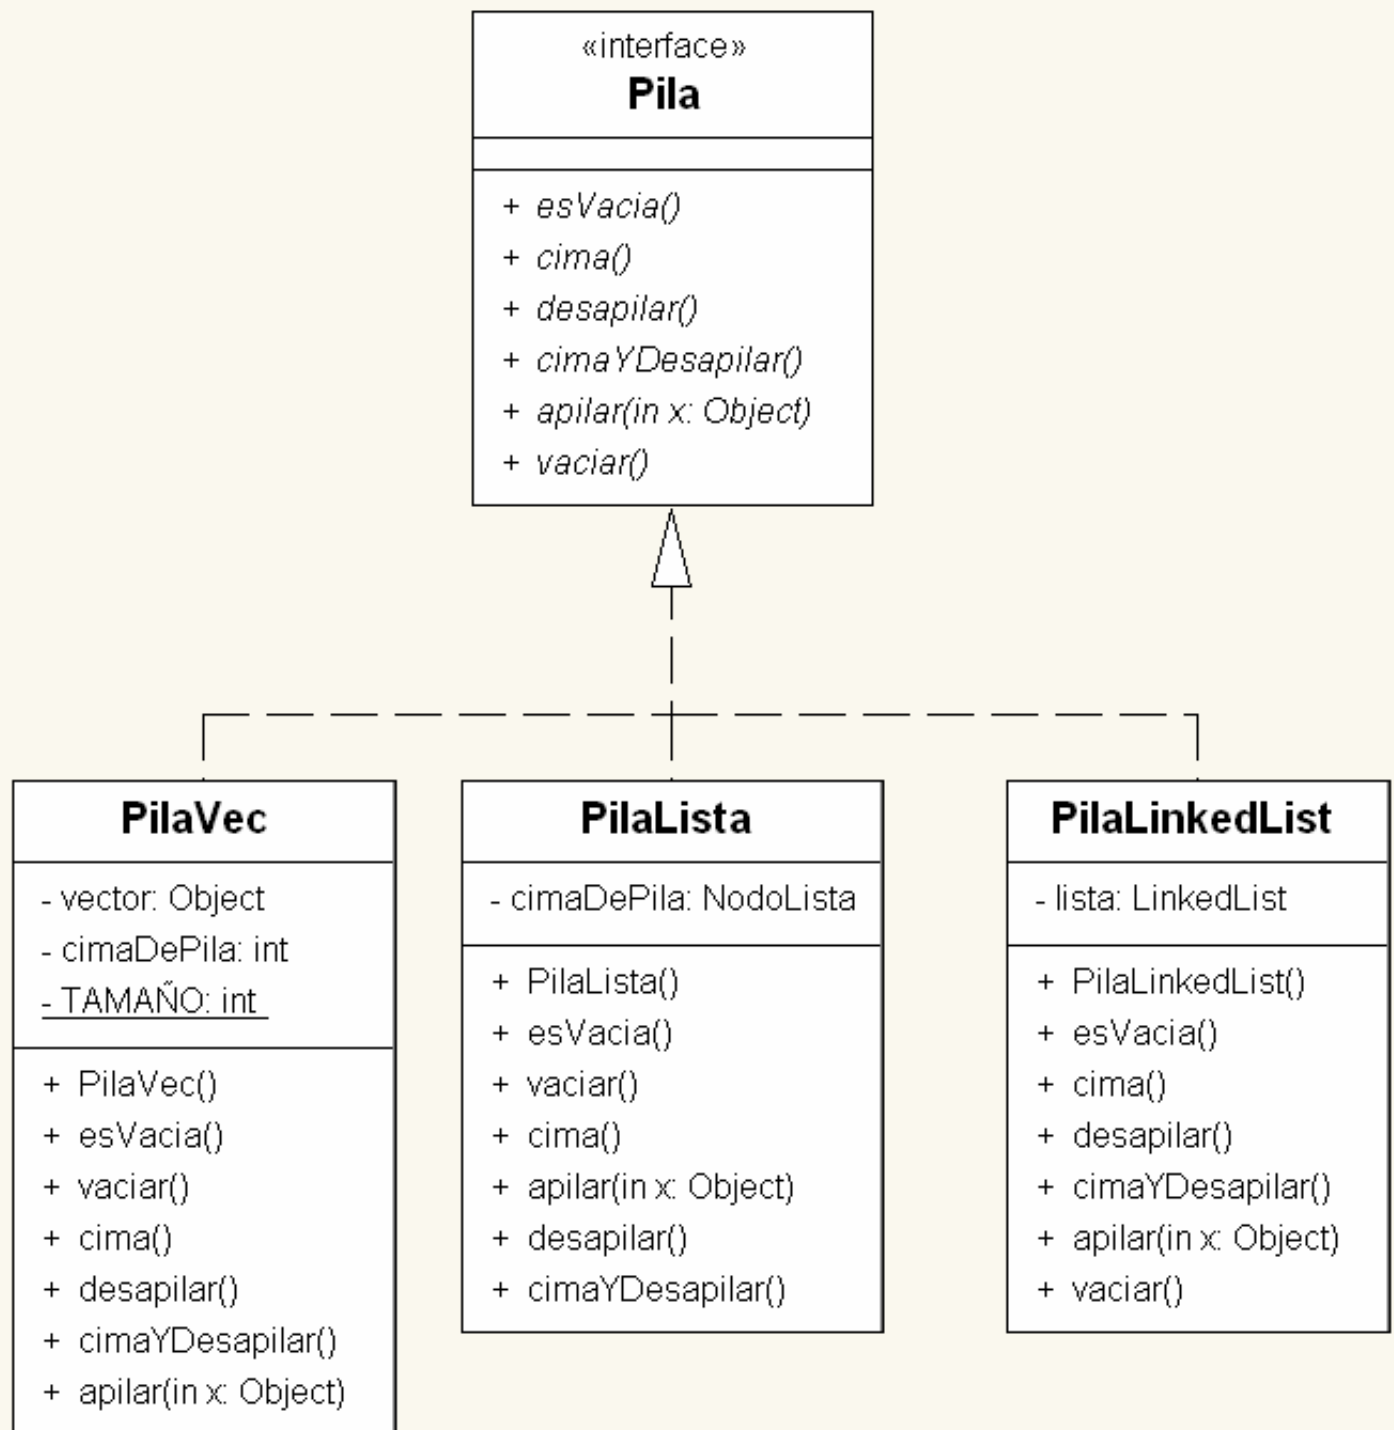 «interface»
Pila
+ esVacia()
+ cima()
+ desapilar()
+ cimaYDesapilar()
+ apilar(in x: Object)
+ vaciar()
PilaVec
- vector: Object
- cimaDePila: int
- TAMAÑO: int
+ PilaVec()
+ esVacia()
+ vaciar()
+ cima()
+ desapilar()
+ cimaYDesapilar()
+ apilar(in x: Object)
PilaLista
- cimaDePila: NodoLista
+ PilaLista()
+ esVacia()
+ vaciar()
+ cima()
+ apilar(in x: Object)
+ desapilar()
+ cimaYDesapilar()
PilaLinkedList
- lista: LinkedList
+ PilaLinkedList()
+ esVacia()
+ cima()
+ desapilar()
+ cimaYDesapilar()
+ apilar(in x: Object)
+ vaciar()